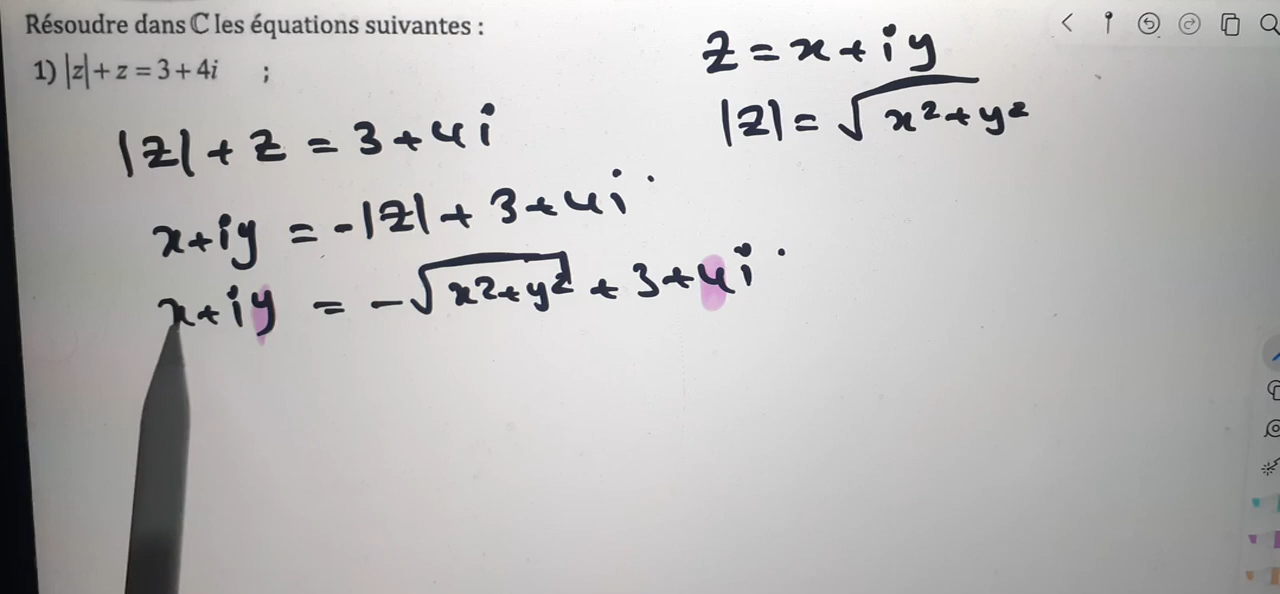 Résoudre dans ℂ les équations suivantes :
1) |z| + z = 3 + 4i ;
z = x + iy
|z| = √(x² + y²)
|z| + z = 3 + 4i
x + iy = -|z| + 3 + 4i
x + iy = -√(x² + y²) + 3 + 4i